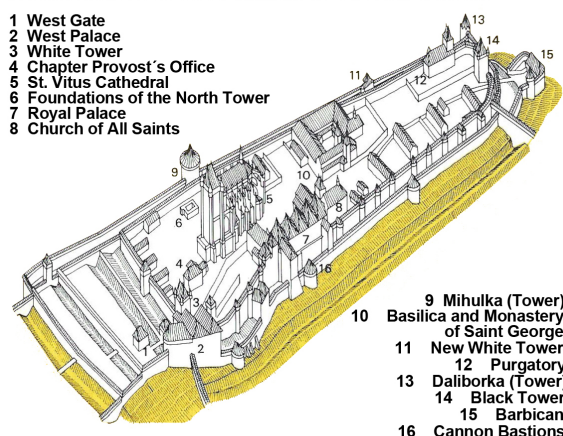 1 West Gate
2 West Palace
3 White Tower
4 Chapter Provost´s Office
5 St. Vitus Cathedral
6 Foundations of the North Tower
7 Royal Palace
8 Church of All Saints
13
14
15
11
12
9
10
5
8
6
7
4
16
3
1
2
9 Mihulka (Tower)
10 Basilica and Monastery
of Saint George
11 New White Tower
12 Purgatory
13 Daliborka (Tower)
14 Black Tower
15 Barbican
16 Cannon Bastions